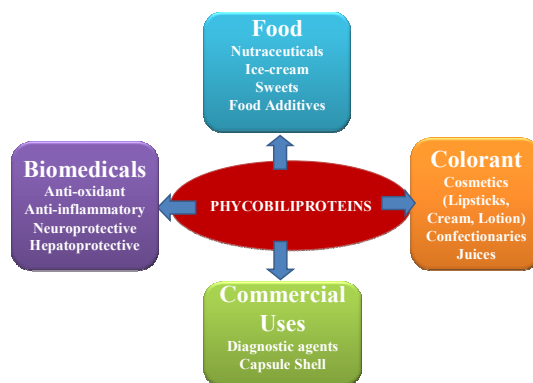 Food
Nutraceuticals
Ice-cream
Sweets
Food Additives
Biomedicals
Anti-oxidant
Anti-inflammatory
Neuroprotective
Hepatoprotective
PHYCOBILIPROTEINS
Colorant
Cosmetics
(Lipsticks,
Cream, Lotion)
Confectionaries
Juices
Commercial
Uses
Diagnostic agents
Capsule Shell